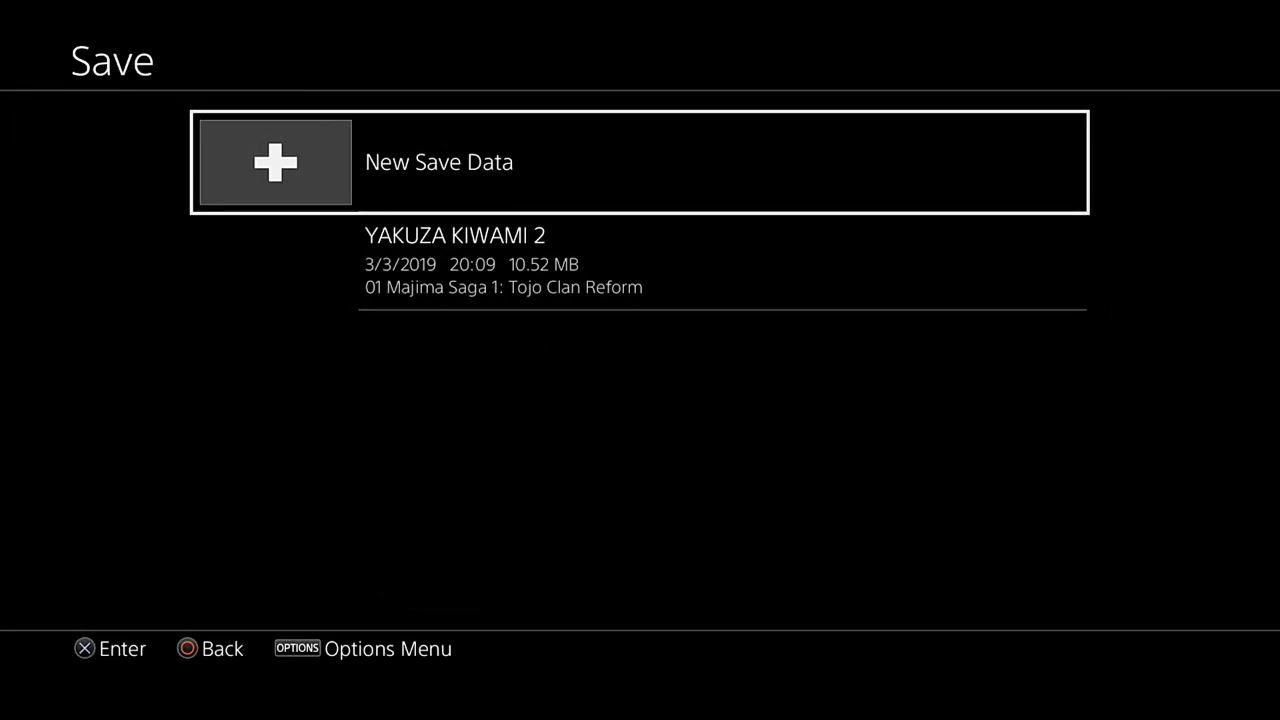 Save
New Save Data
YAKUZA KIWAMI 2
3/3/2019 20:09 10.52 MB
01 Majima Saga 1: Tojo Clan Reform
Enter Back OPTIONS Options Menu